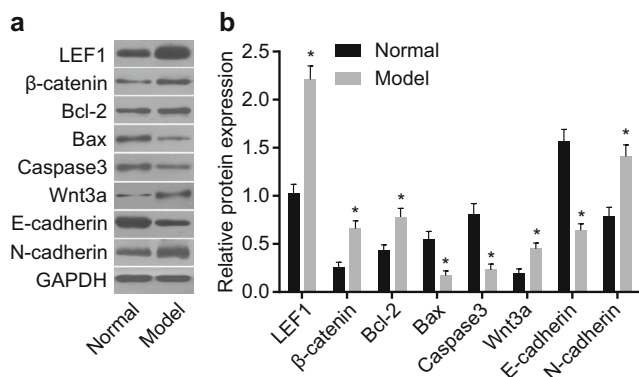 a
LEF1
β-catenin
Bcl-2
Bax
Caspase3
Wnt3a
E-cadherin
N-cadherin
GAPDH
Normal
Model
b
Relative protein expression
2.5
2.0
1.5
1.0
0.5
0.0
Normal
Model
*
*
*
*
*
*
*
*
LEF1
β-catenin
Bcl-2
Bax
Caspase3
Wnt3a
E-cadherin
N-cadherin